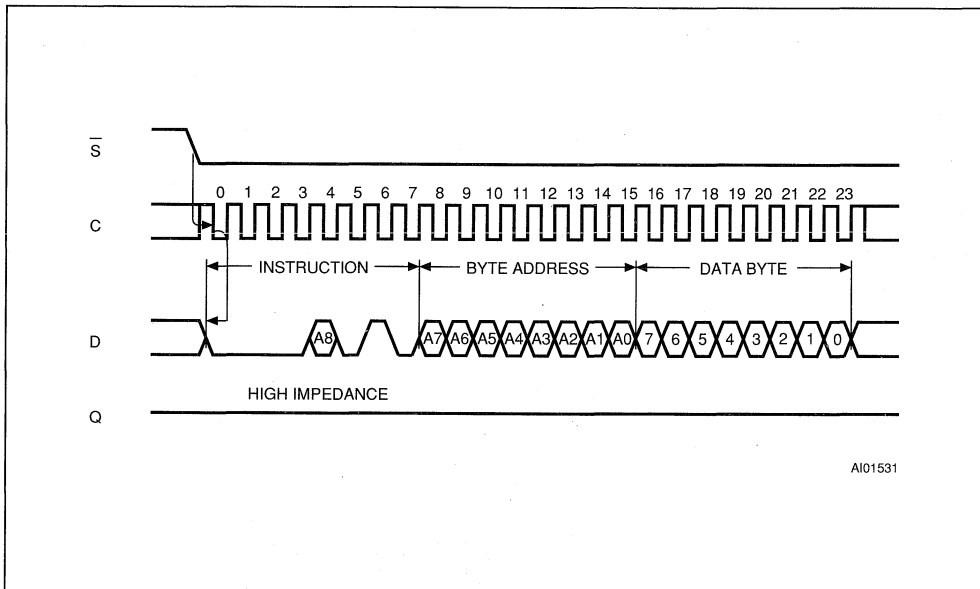 S
0 1 2 3 4 5 6 7 8 9 10 11 12 13 14 15 16 17 18 19 20 21 22 23
C
INSTRUCTION BYTE ADDRESS DATA BYTE
D A8 A7 A6 A5 A4 A3 A2 A1 A0 7 6 5 4 3 2 1 0
HIGH IMPEDANCE
Q
AI01531